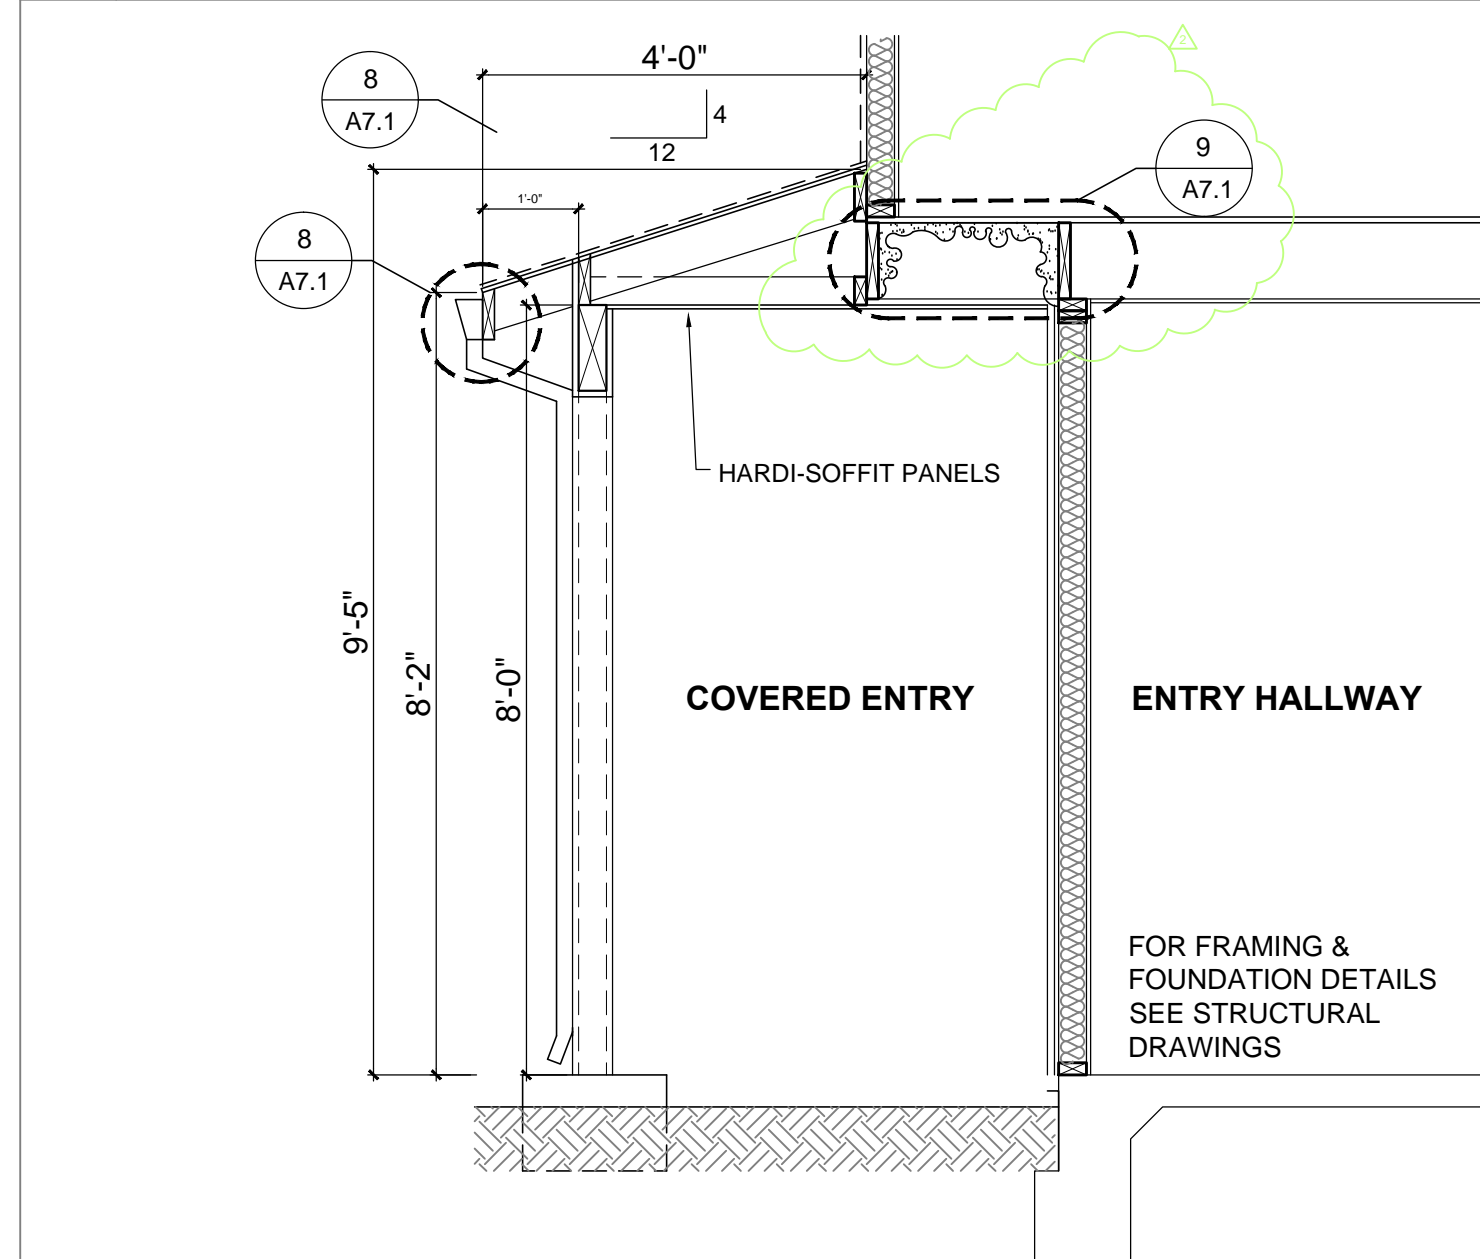 2
4'-0"
8
A7.1
4
12
9
A7.1
1'-0"
8
A7.1
HARDI-SOFFIT PANELS
9'-5"
8'-2"
8'-0"
COVERED ENTRY
ENTRY HALLWAY
FOR FRAMING &
FOUNDATION DETAILS
SEE STRUCTURAL
DRAWINGS